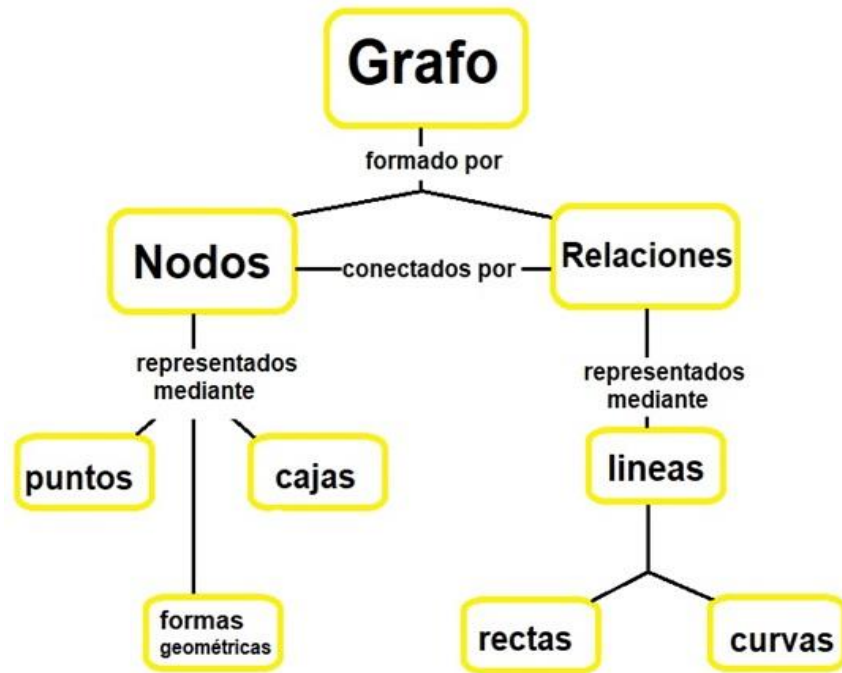 Grafo
formado por
Nodos
conectados por
Relaciones
representados
mediante
representados
mediante
puntos
cajas
lineas
formas
geométricas
rectas
curvas